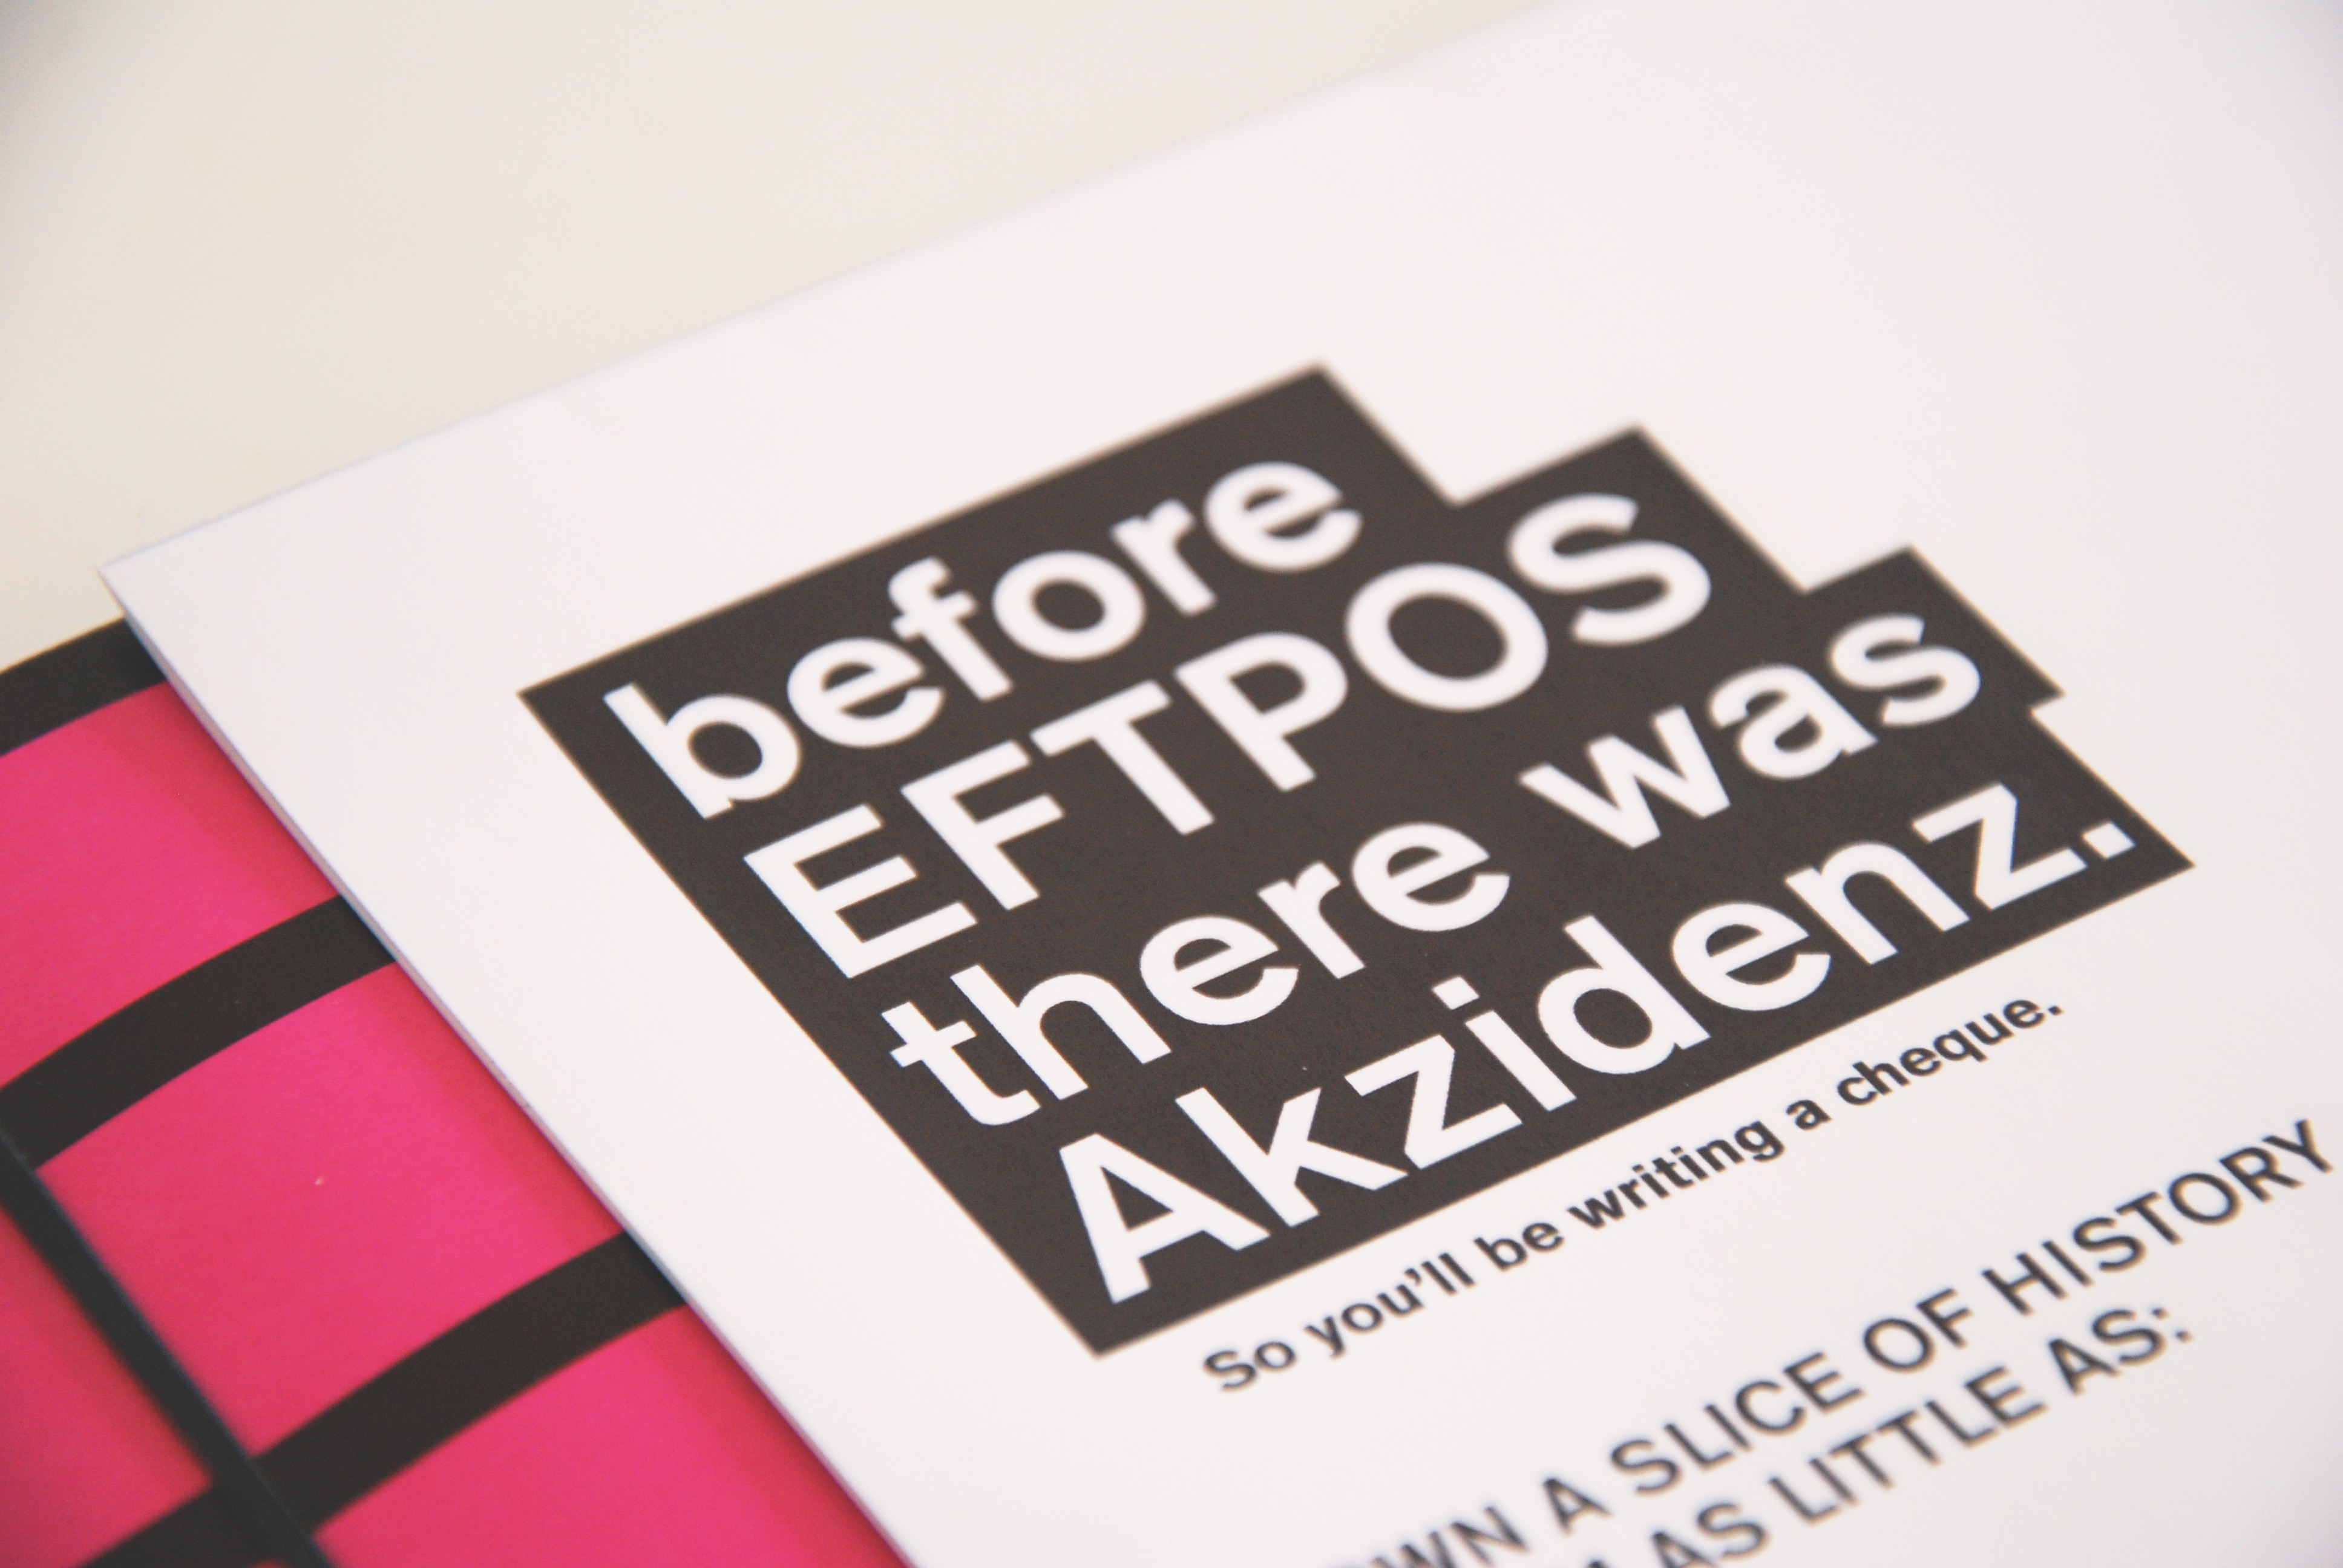 before
EFTPOS
there was
Akzidenz.
So you'll be writing a cheque.
A SLICE OF HISTORY
AS LITTLE AS: